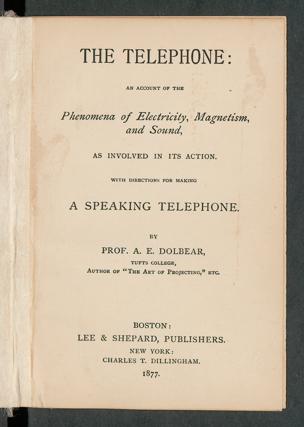 THE TELEPHONE:
AN ACCOUNT OF THE
Phenomena of Electricity, Magnetism,
and Sound,
AS INVOLVED IN ITS ACTION.
WITH DIRECTIONS FOR MAKING
A SPEAKING TELEPHONE.
BY
PROF. A. E. DOLBEAR,
TUFTS COLLEGE,
AUTHOR OF "THE ART OF PROJECTING," ETC.
BOSTON:
LEE & SHEPARD, PUBLISHERS.
NEW YORK:
CHARLES T. DILLINGHAM.
1877.